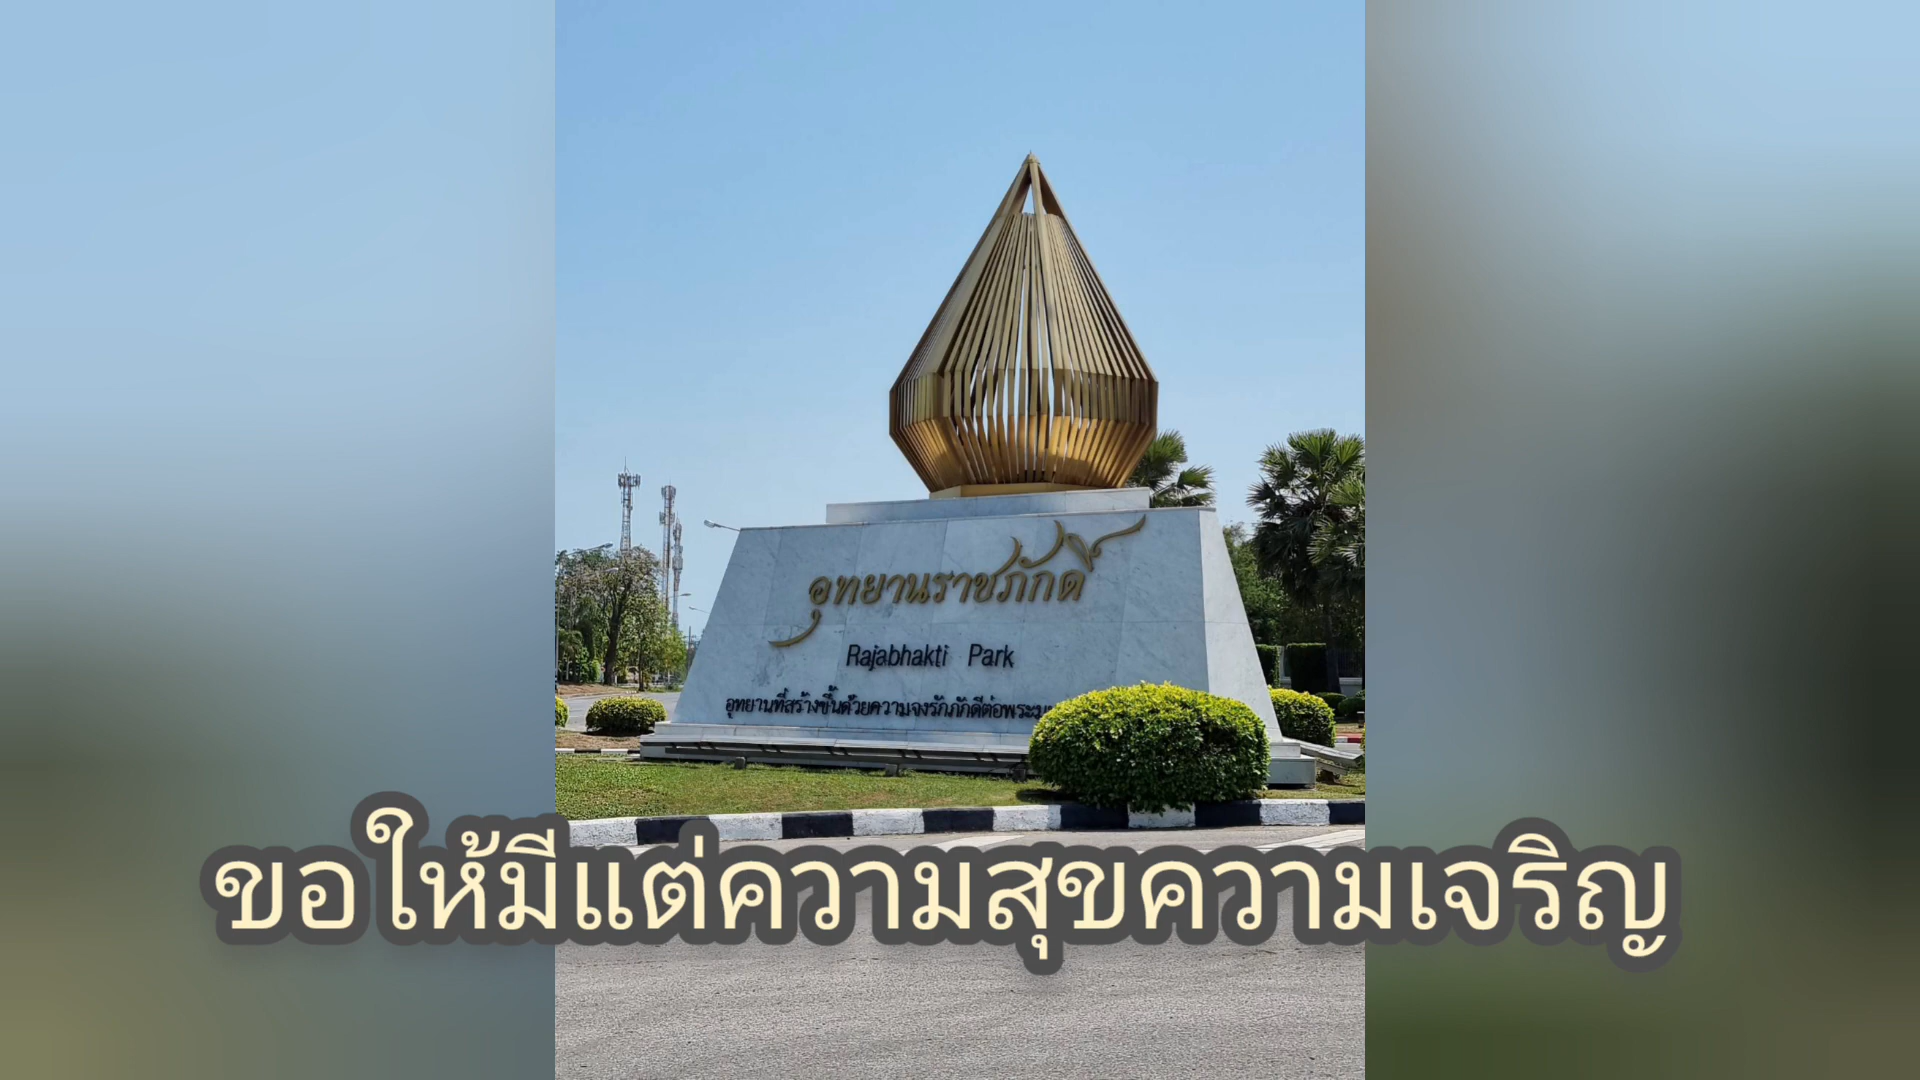 อุทยานราชภักดิ์
Rajabhakti Park
อุทยานที่สร้างขึ้นด้วยความจงรักภักดีต่อพระ
ขอให้มีแต่ความสุขความเจริญ